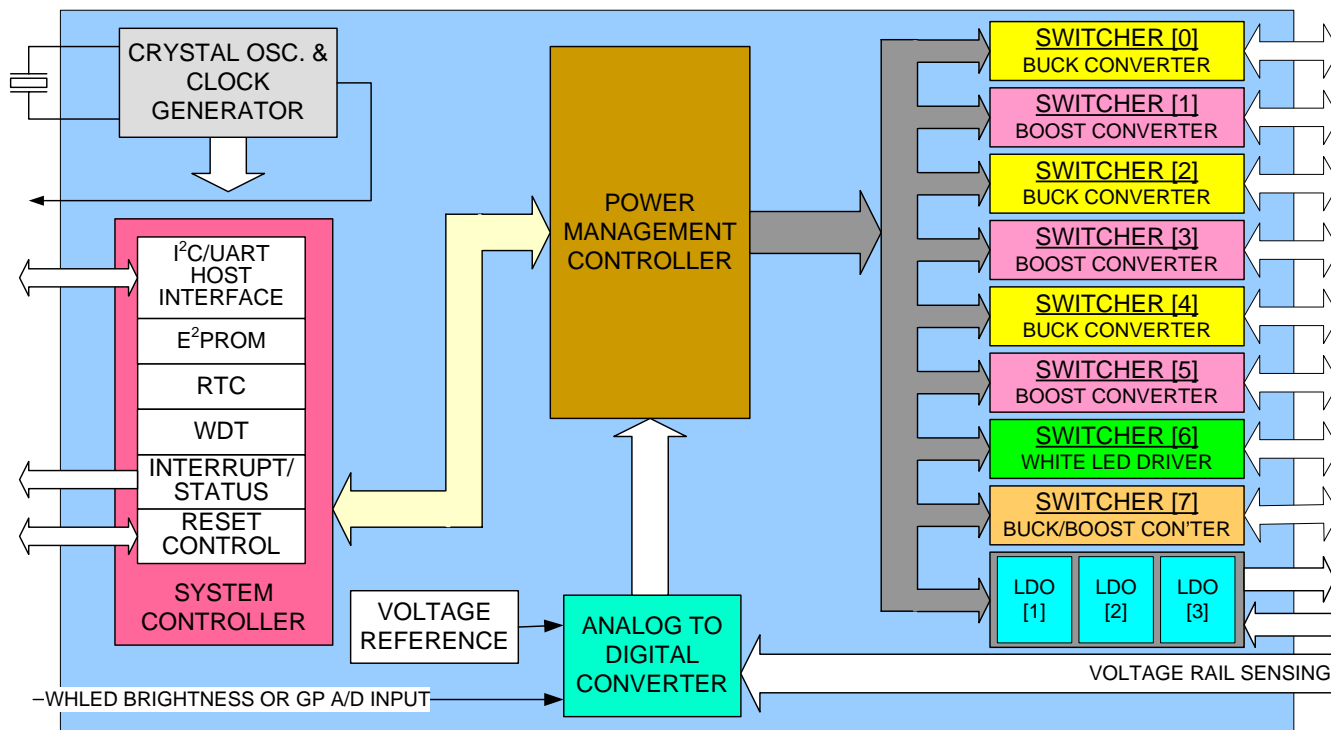 CRYSTAL OSC. &
CLOCK
GENERATOR
I²C/UART
HOST
INTERFACE
E²PROM
RTC
WDT
INTERRUPT/
STATUS
RESET
CONTROL
SYSTEM
CONTROLLER
POWER
MANAGEMENT
CONTROLLER
VOLTAGE
REFERENCE
ANALOG TO
DIGITAL
CONVERTER
WHLED BRIGHTNESS OR GP A/D INPUT
SWITCHER [0]
BUCK CONVERTER
SWITCHER [1]
BOOST CONVERTER
SWITCHER [2]
BUCK CONVERTER
SWITCHER [3]
BOOST CONVERTER
SWITCHER [4]
BUCK CONVERTER
SWITCHER [5]
BOOST CONVERTER
SWITCHER [6]
WHITE LED DRIVER
SWITCHER [7]
BUCK/BOOST CON'TER
LDO
[1]
LDO
[2]
LDO
[3]
VOLTAGE RAIL SENSING